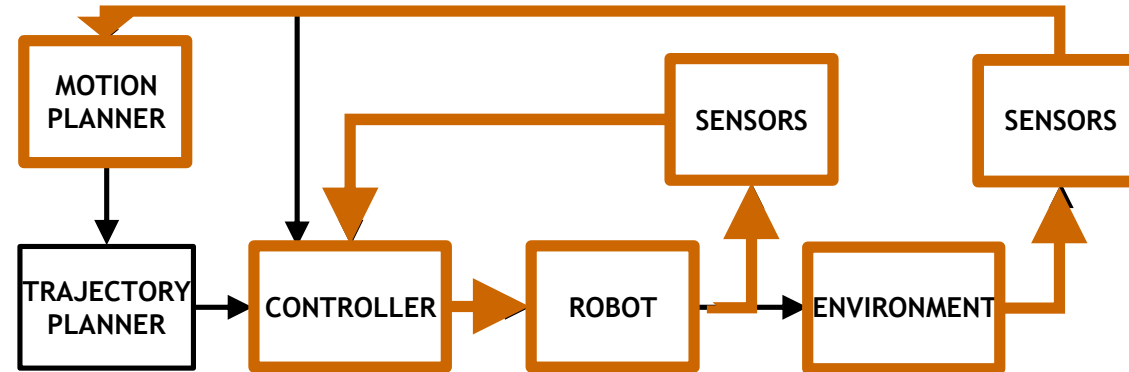 MOTION
PLANNER
SENSORS
SENSORS
TRAJECTORY
PLANNER
CONTROLLER
ROBOT
ENVIRONMENT